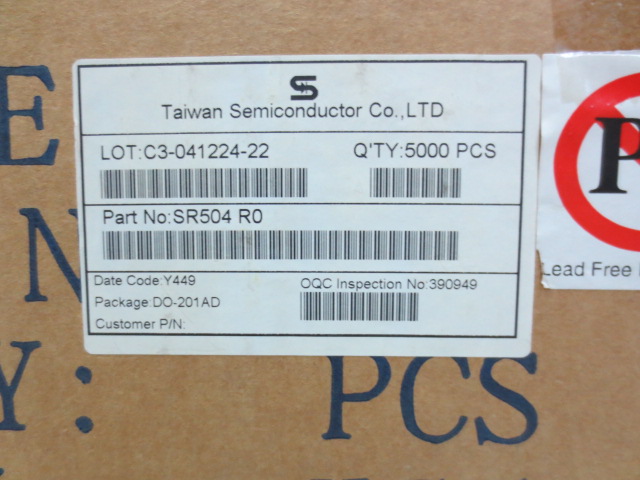 Taiwan Semiconductor Co.,LTD
LOT:C3-041224-22 Q'TY:5000 PCS
Part No:SR504 R0
Date Code:Y449 OQC Inspection No:390949
Package:DO-201AD
Customer P/N:
Lead Free
E
N
Y: PCS